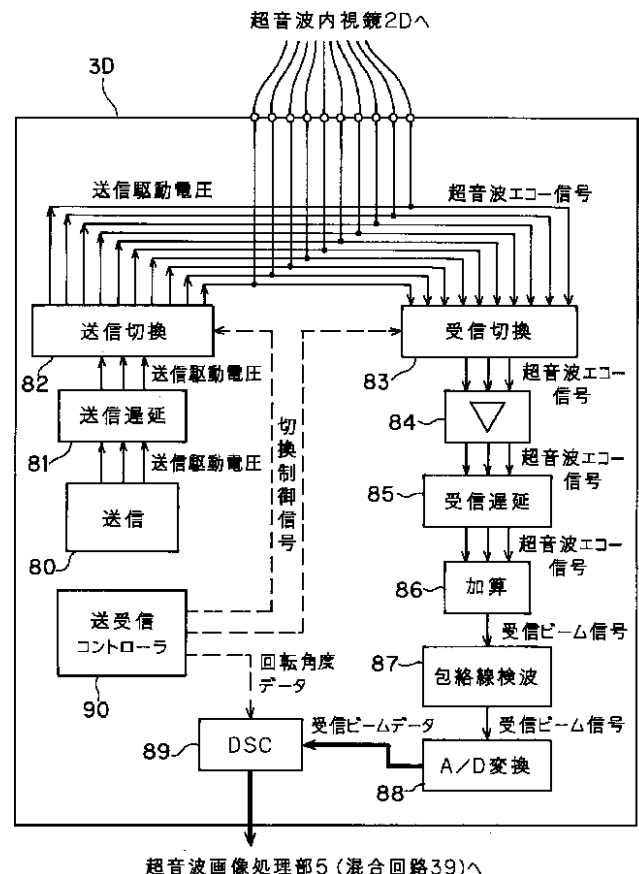 超音波内視鏡2Dへ
3D
送信駆動電圧
超音波エコー信号
送信切換
82
受信切換
83
送信駆動電圧
超音波エコー
信号
送信遅延
81
84
送信駆動電圧
超音波エコー
信号
切換制御信号
送信
80
85
受信遅延
超音波エコー
信号
86
加算
送受信
コントローラ
90
受信ビーム信号
回転角度
データ
87
包絡線検波
受信ビームデータ
受信ビーム信号
89
DSC
A/D変換
88
超音波画像処理部5(混合回路39)へ